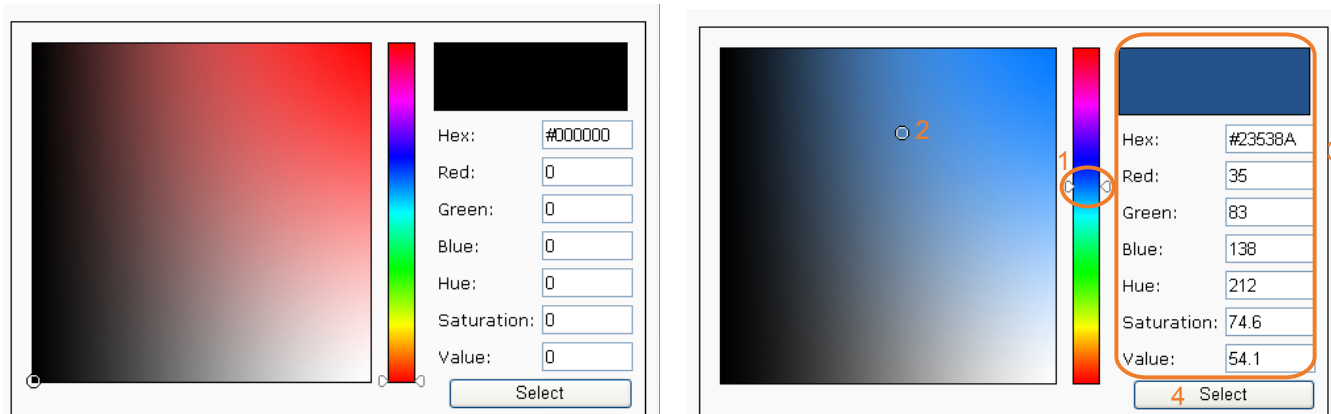 Hex: #000000
Red: 0
Green: 0
Blue: 0
Hue: 0
Saturation: 0
Value: 0
Select
1
2
Hex: #23538A
Red: 35
Green: 83
Blue: 138
Hue: 212
Saturation: 74.6
Value: 54.1
4 Select